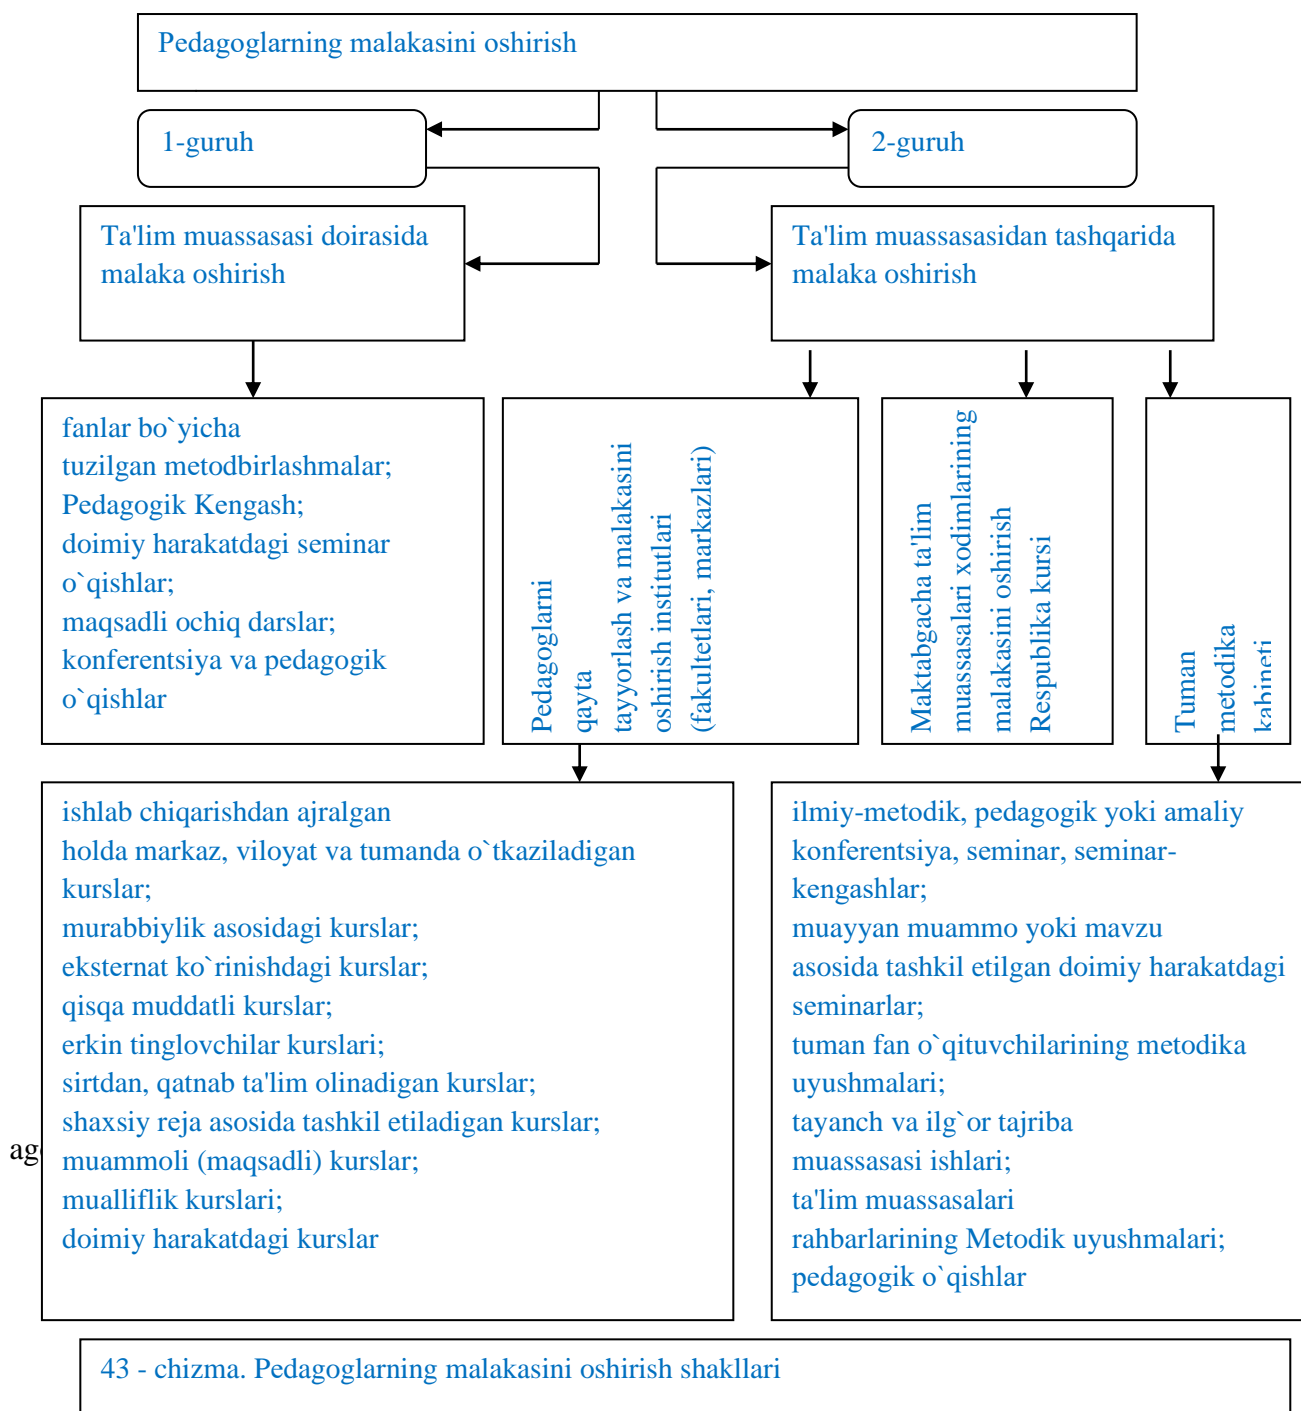 Pedagoglarning malakasini oshirish
1-guruh
2-guruh
Ta'lim muassasasi doirasida
malaka oshirish
Ta'lim muassasasidan tashqarida
malaka oshirish
fanlar bo`yicha
tuzilgan metodbirlashmalar;
Pedagogik Kengash;
doimiy harakatdagi seminar
o`qishlar;
maqsadli ochiq darslar;
konferentsiya va pedagogik
o`qishlar
Pedagoglarni
qayta
tayyorlash va malakasini
oshirish institutlari
(fakultetlari, markazlari)
Maktabgacha ta'lim
muassasalari xodimlarining
malakasini oshirish
Respublika kursi
Tuman
metodika
kabineti
ishlab chiqarishdan ajralgan
holda markaz, viloyat va tumanda o`tkaziladigan
kurslar;
murabbiylik asosidagi kurslar;
eksternat ko`rinishdagi kurslar;
qisqa muddatli kurslar;
erkin tinglovchilar kurslari;
sirtdan, qatnab ta'lim olinadigan kurslar;
shaxsiy reja asosida tashkil etiladigan kurslar;
muammoli (maqsadli) kurslar;
mualliflik kurslari;
doimiy harakatdagi kurslar
ilmiy-metodik, pedagogik yoki amaliy
konferentsiya, seminar, seminar-
kengashlar;
muayyan muammo yoki mavzu
asosida tashkil etilgan doimiy harakatdagi
seminarlar;
tuman fan o`qituvchilarining metodika
uyushmalari;
tayanch va ilg`or tajriba
muassasasi ishlari;
ta'lim muassasalari
rahbarlarining Metodik uyushmalari;
pedagogik o`qishlar
43 - chizma. Pedagoglarning malakasini oshirish shakllari